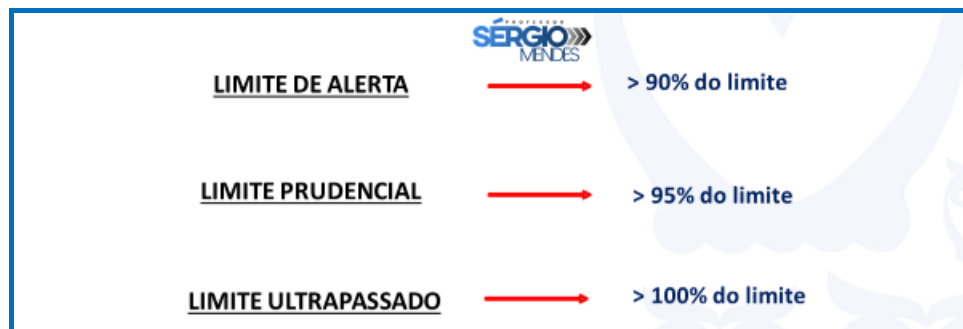 PROFESSOR
SÉRGIO
MENDES
LIMITE DE ALERTA > 90% do limite
LIMITE PRUDENCIAL > 95% do limite
LIMITE ULTRAPASSADO > 100% do limite